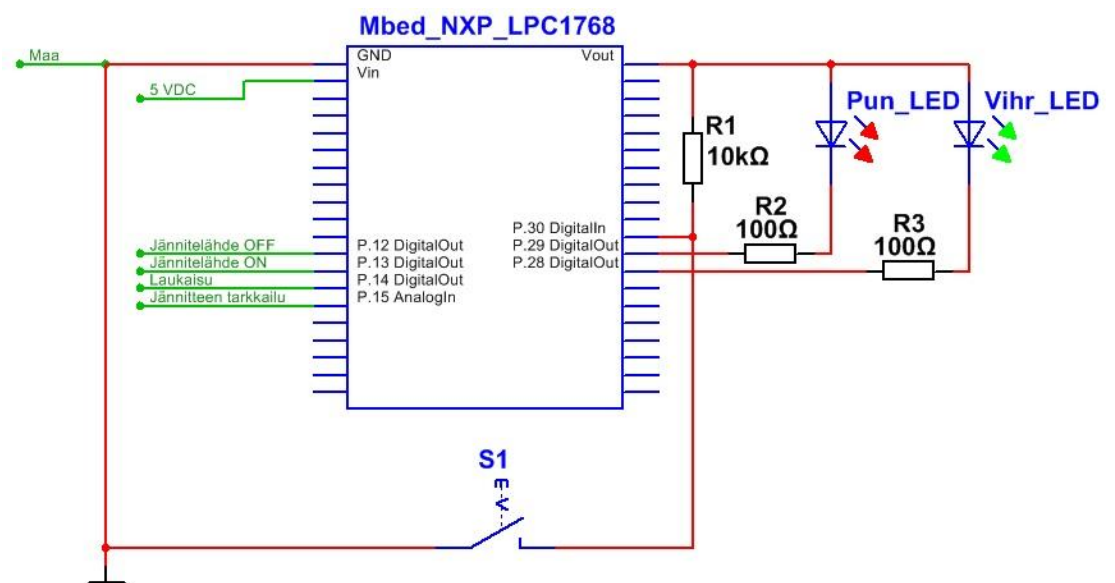 Mbed_NXP_LPC1768
Maa
GND
Vout
Vin
5 VDC
Pun_LED
Vihr_LED
R1
10kΩ
R2
100Ω
R3
100Ω
P.30 DigitalIn
Jännitelähde OFF
P.12 DigitalOut
P.29 DigitalOut
Jännitelähde ON
P.13 DigitalOut
P.28 DigitalOut
Laukaisu
P.14 DigitalOut
Jännitteen tarkkailu
P.15 AnalogIn
S1